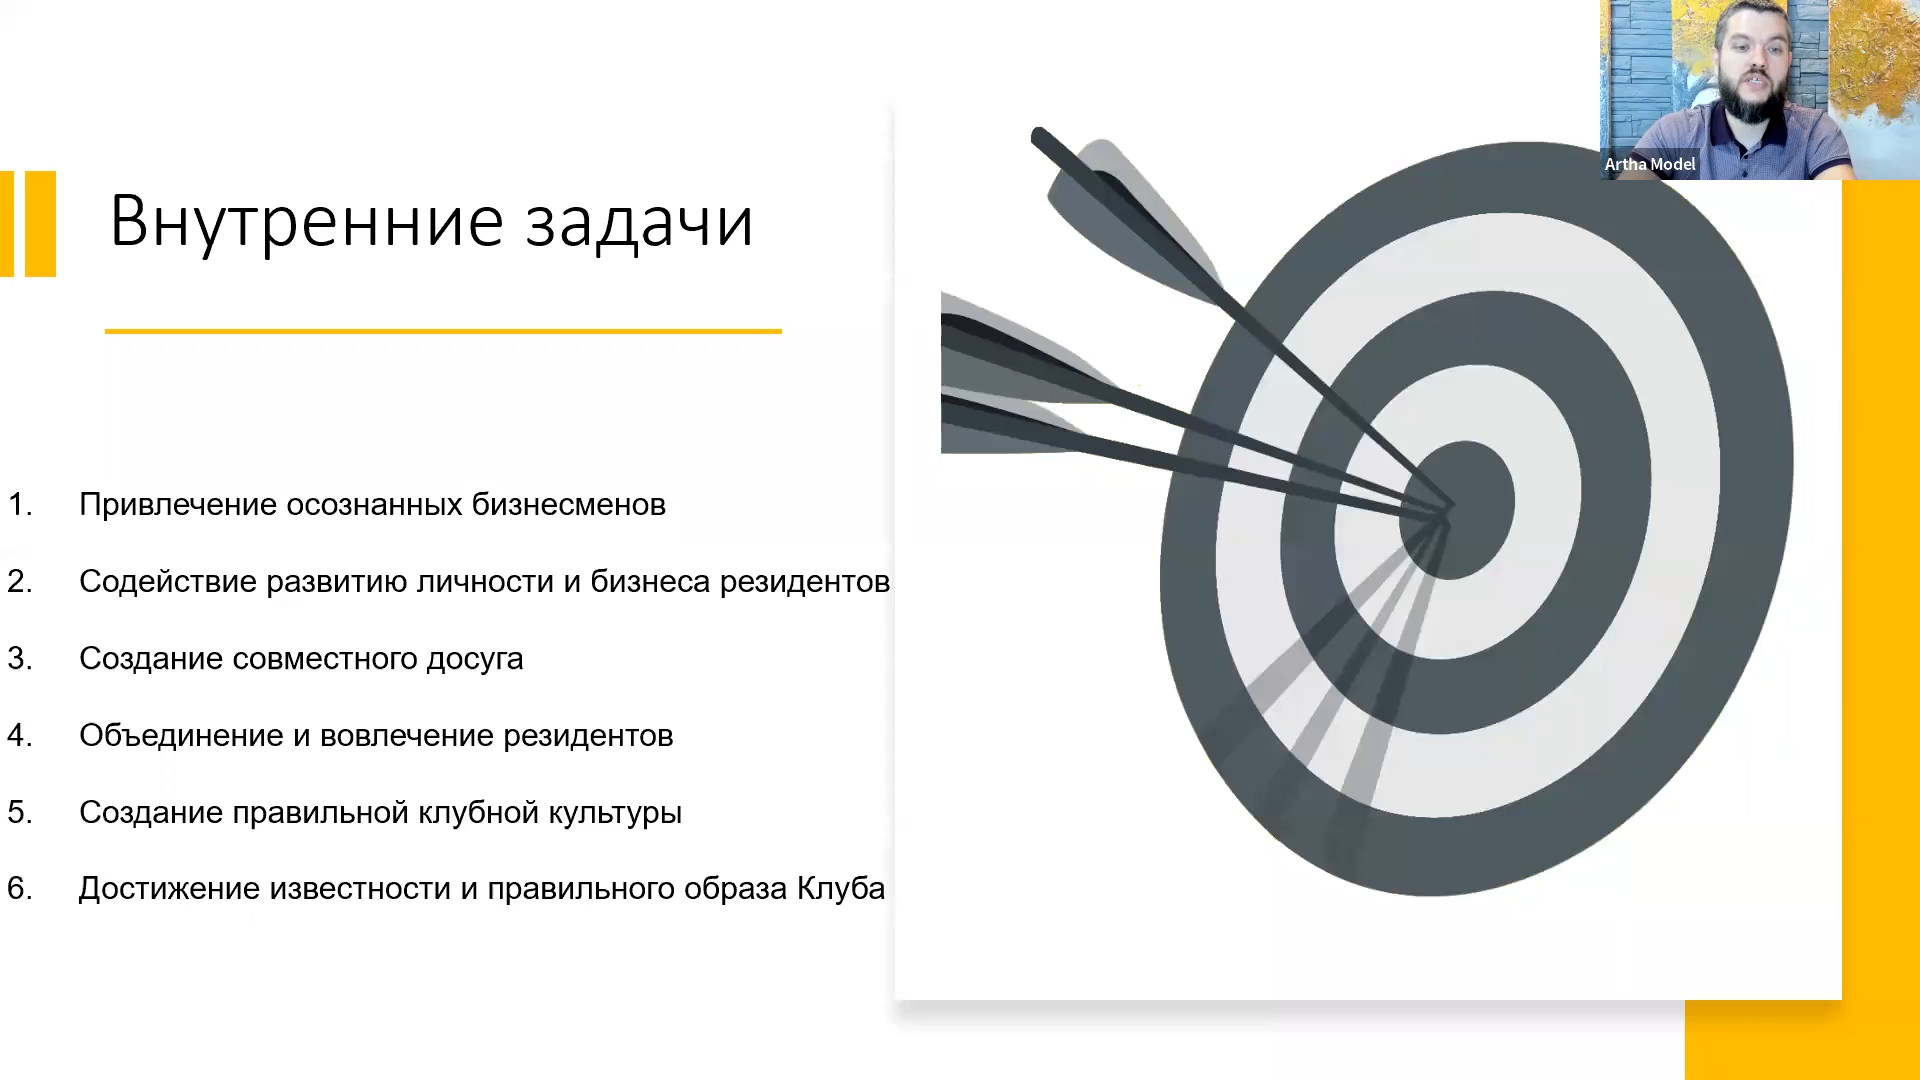 Artha Model
Внутренние задачи
1. Привлечение осознанных бизнесменов
2. Содействие развитию личности и бизнеса резидентов
3. Создание совместного досуга
4. Объединение и вовлечение резидентов
5. Создание правильной клубной культуры
6. Достижение известности и правильного образа Клуба